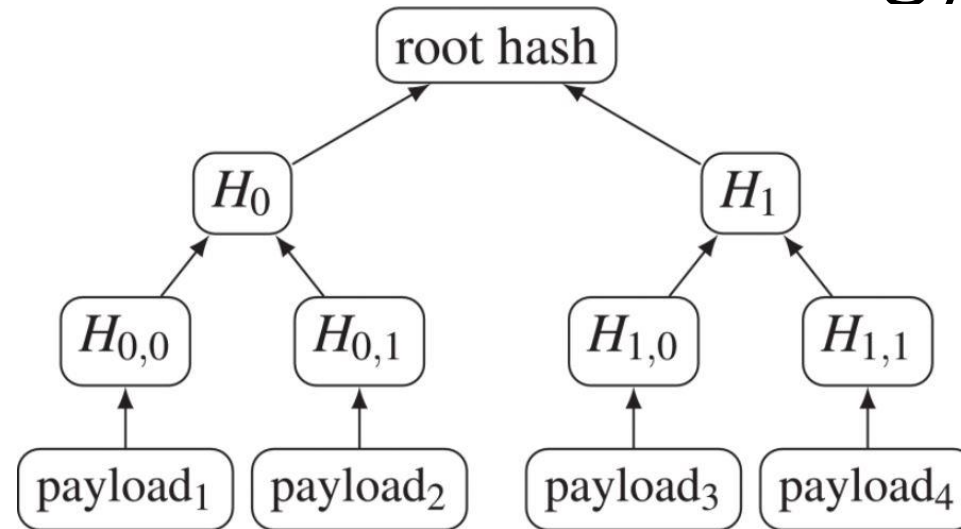 root hash
H₀ H₁
H₀,₀ H₀,₁ H₁,₀ H₁,₁
payload₁ payload₂ payload₃ payload₄